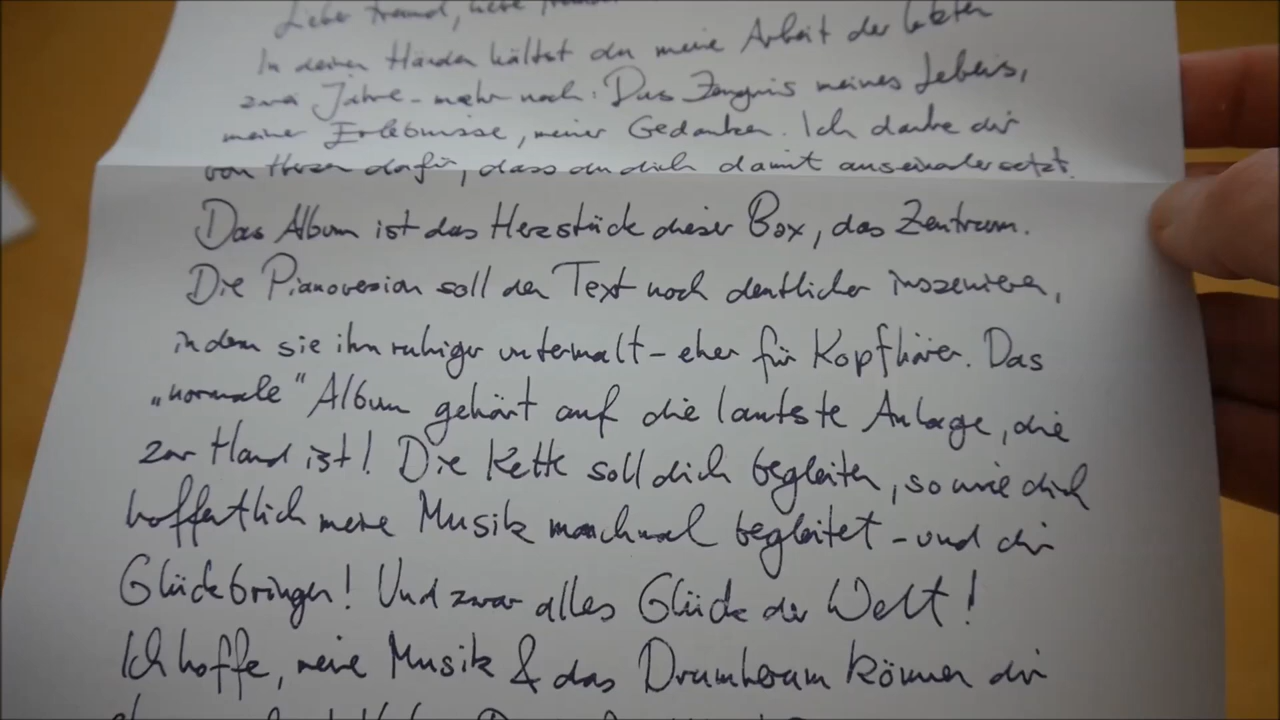 Lieber Freund, liebe
In deinen Händen hältst du meine Arbeit der letzten
zwei Jahre - mehr noch: Das Zeugnis meines Lebens,
meiner Erlebnisse, meiner Gedanken. Ich danke dir
von Herzen dafür, dass du dich damit auseinandersetzt.
Das Album ist das Herzstück dieser Box, das Zentrum.
Die Pianoversion soll den Text noch deutlicher inszenieren,
indem sie ihn ruhiger untermalt - eher für Kopfhörer. Das
„normale" Album gehört auf die lauteste Anlage, die
zur Hand ist! Die Kette soll dich begleiten, so wie dich
hoffentlich meine Musik manchmal begleitet - und dir
Glück bringen! Und zwar alles Glück der Welt!
Ich hoffe, meine Musik & das Drumherum können dir